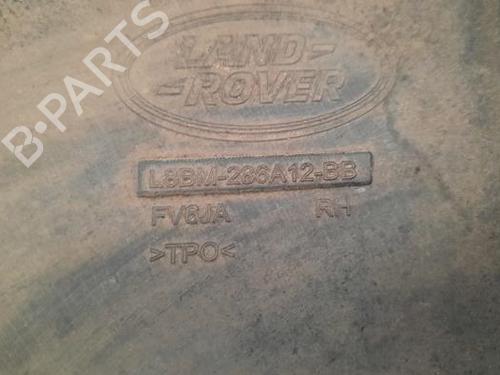 LAND-
-ROVER
L8BM-286A12-BB
FV6JA RH
>TPO<
B-PARTS